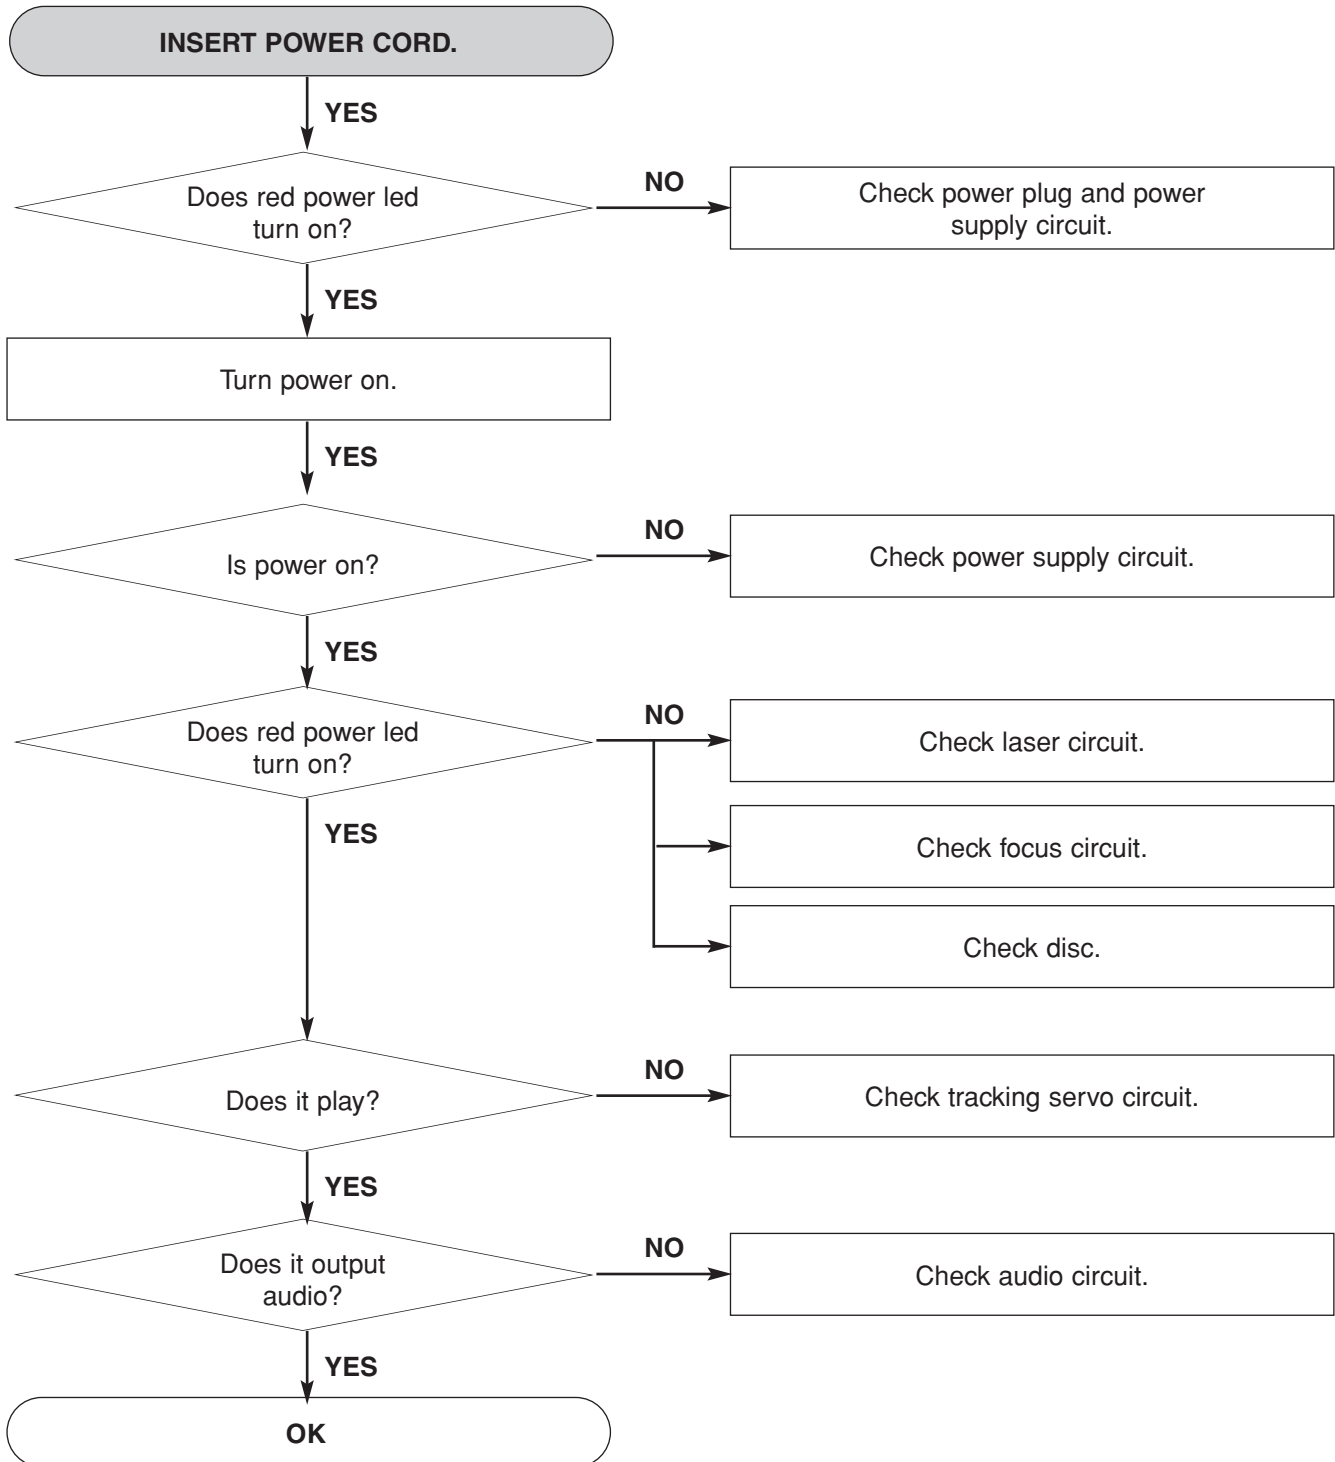 INSERT POWER CORD.
YES
Does red power led
turn on?
NO
Check power plug and power
supply circuit.
YES
Turn power on.
YES
Is power on?
NO
Check power supply circuit.
YES
Does red power led
turn on?
NO
Check laser circuit.
YES
Check focus circuit.
Check disc.
Does it play?
NO
Check tracking servo circuit.
YES
Does it output
audio?
NO
Check audio circuit.
YES
OK